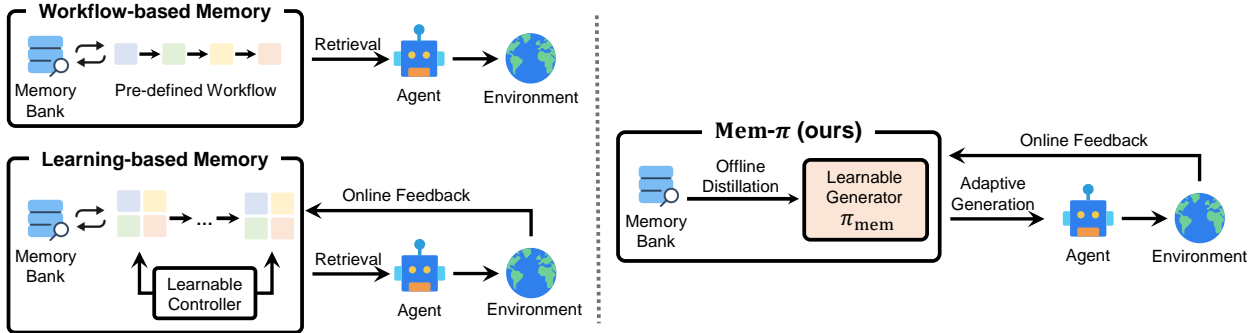 Workflow-based Memory
Memory
Bank
Pre-defined Workflow
Retrieval
Agent
Environment
Learning-based Memory
Memory
Bank
...
Learnable
Controller
Online Feedback
Retrieval
Agent
Environment
Mem-π (ours)
Memory
Bank
Offline
Distillation
Learnable
Generator
π_mem
Online Feedback
Adaptive
Generation
Agent
Environment